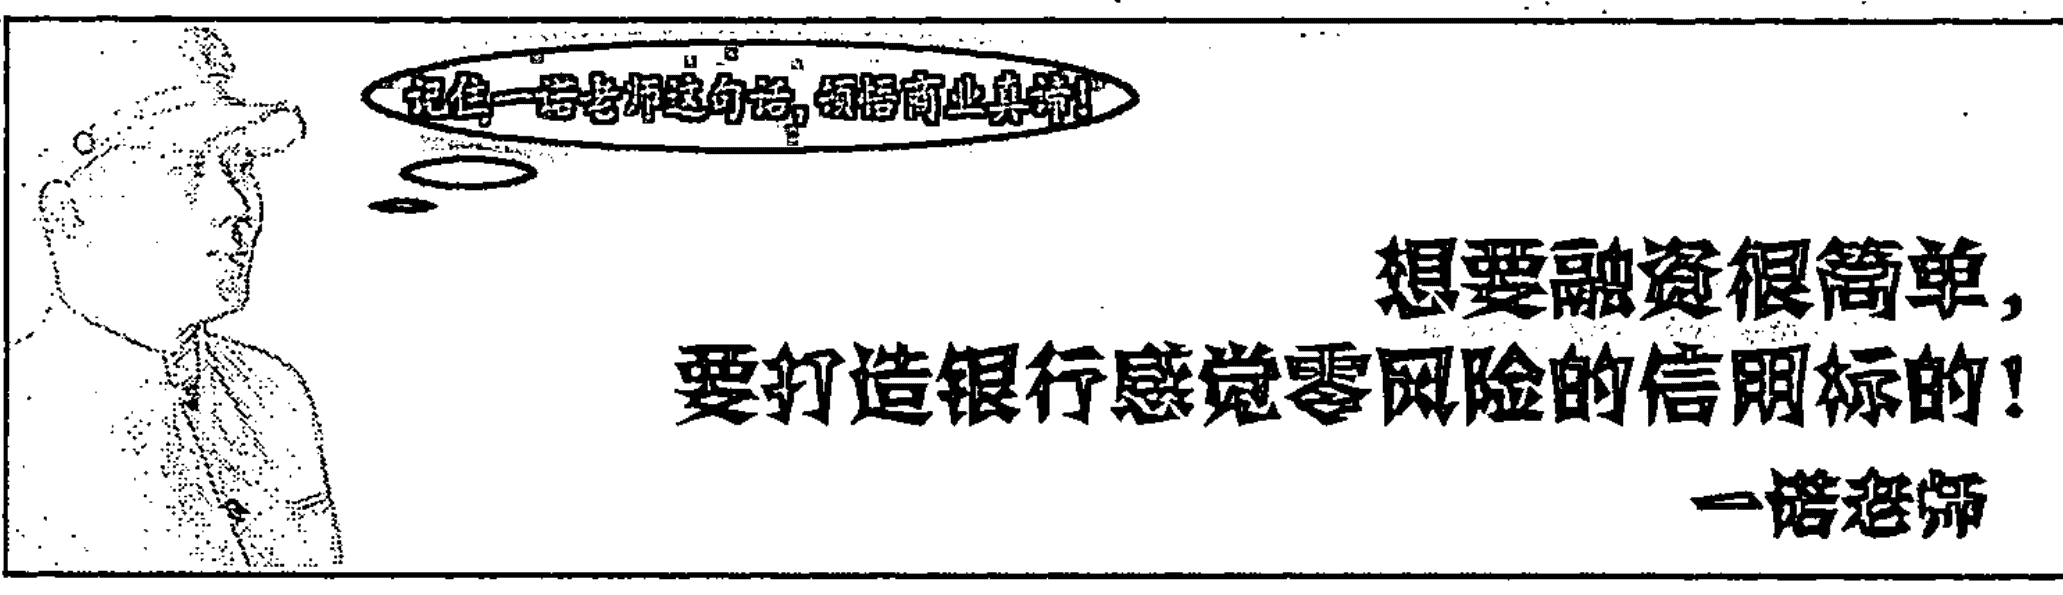 记住一诺老师这句话,领悟商业真谛!
想要融资很简单,
要打造银行感觉零风险的信用标的!
一诺老师